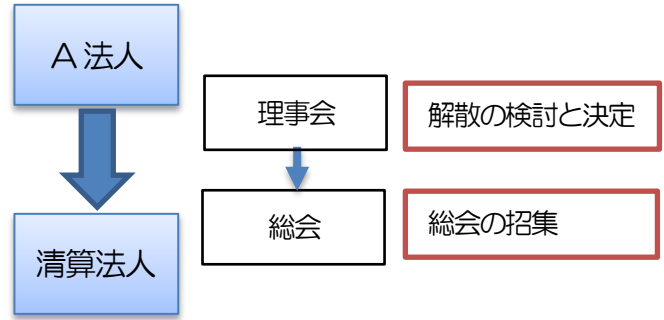 A法人
理事会
解散の検討と決定
総会
総会の招集
清算法人